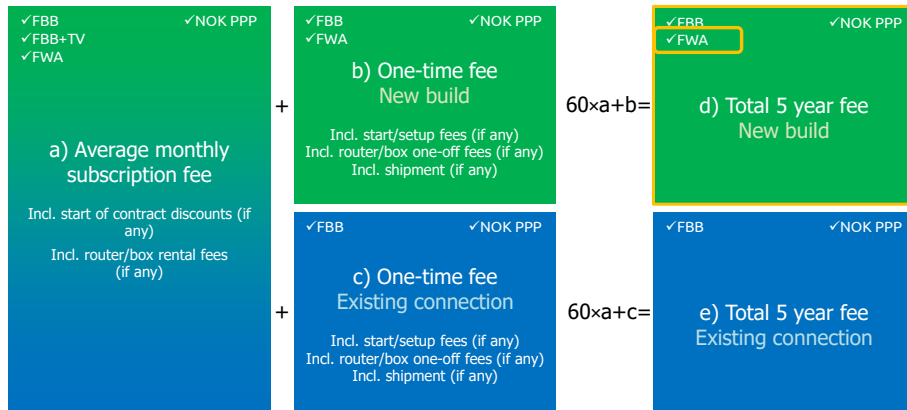 ✓FBB ✓NOK PPP
✓FBB+TV
✓FWA
a) Average monthly
subscription fee
Incl. start of contract discounts (if
any)
Incl. router/box rental fees
(if any)
+
✓FBB ✓NOK PPP
✓FWA
b) One-time fee
New build
Incl. start/setup fees (if any)
Incl. router/box one-off fees (if any)
Incl. shipment (if any)
60×a+b=
✓FBB ✓NOK PPP
✓FWA
d) Total 5 year fee
New build
+
✓FBB ✓NOK PPP
c) One-time fee
Existing connection
Incl. start/setup fees (if any)
Incl. router/box one-off fees (if any)
Incl. shipment (if any)
60×a+c=
✓FBB ✓NOK PPP
e) Total 5 year fee
Existing connection